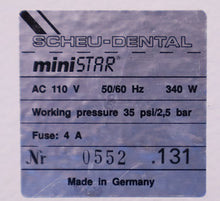 SCHEU-DENTAL
miniSTAR®
AC 110 V 50/60 Hz 340 W
Working pressure 35 psi/2,5 bar
Fuse: 4 A
Nr 0552 .131
Made in Germany